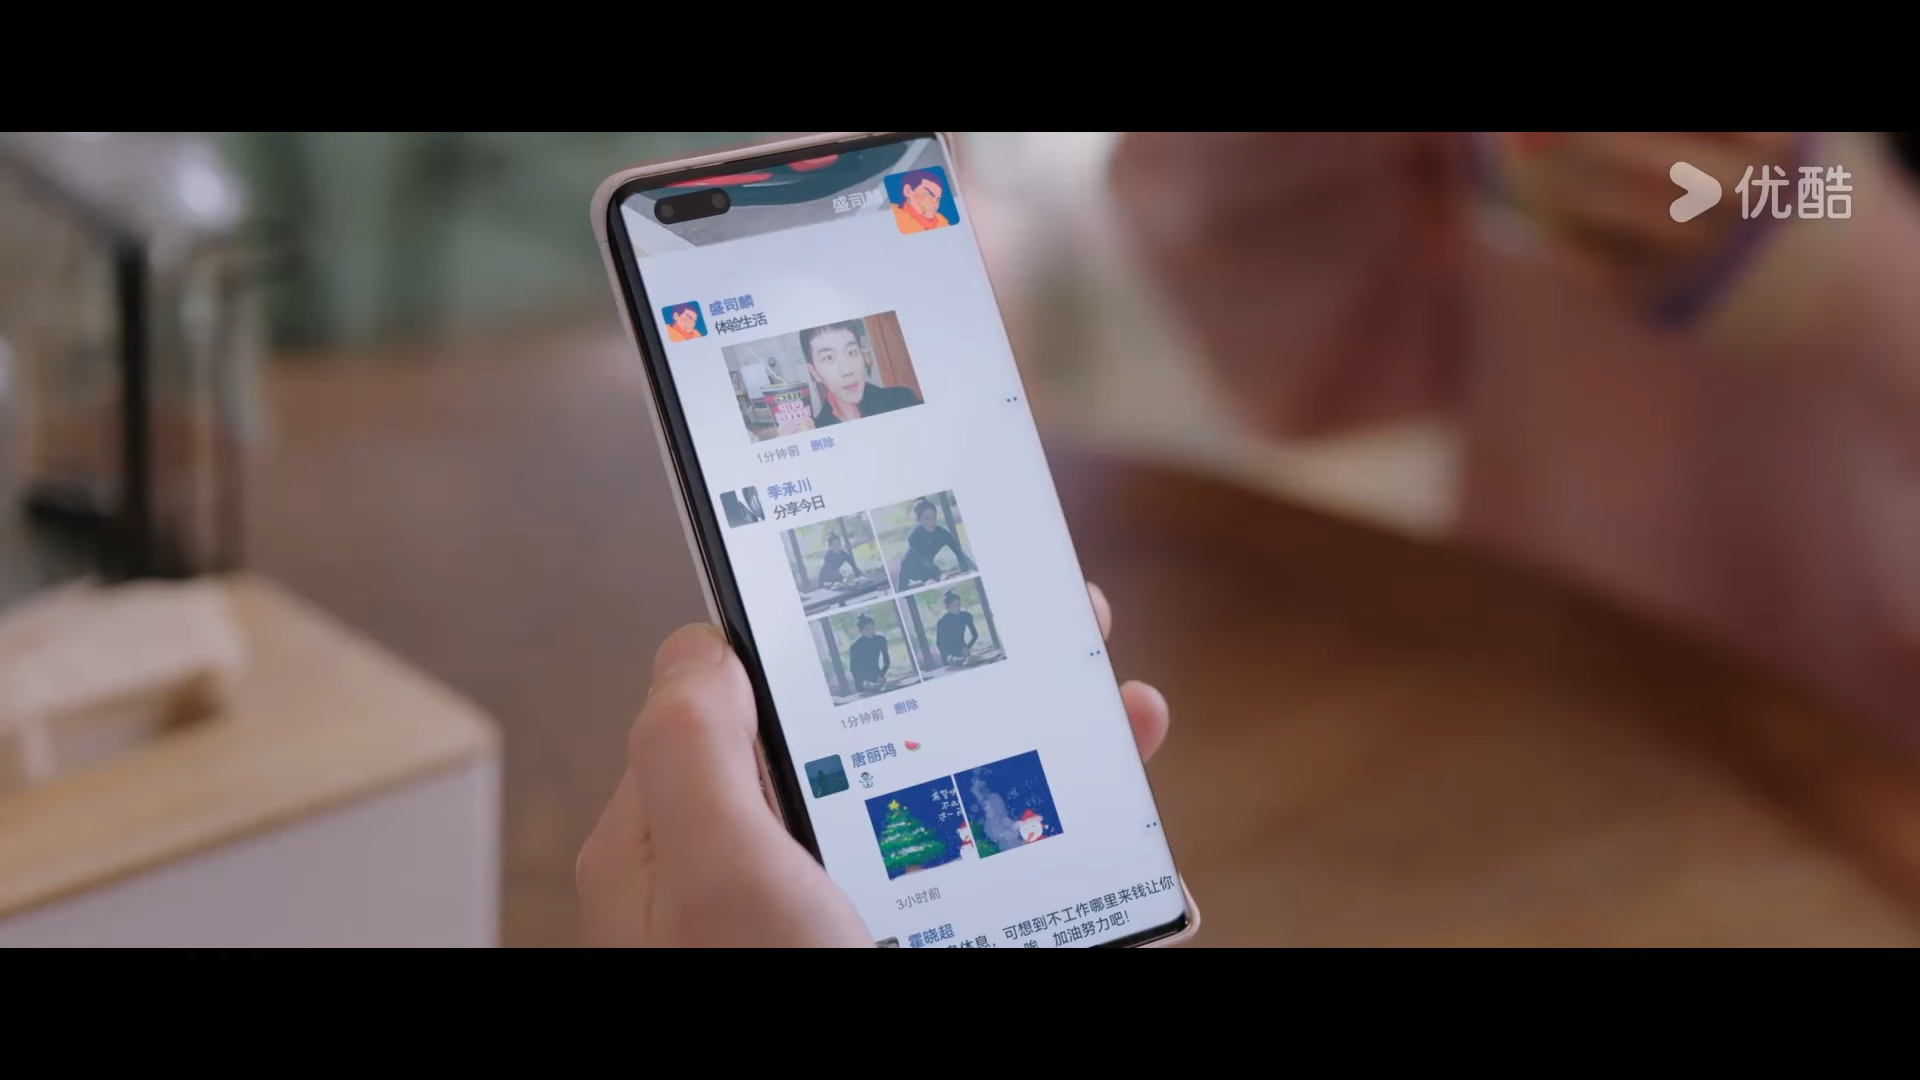 优酷
盛司麟
盛司麟
体验生活
1分钟前 删除
季承川
分享今日
1分钟前 删除
唐丽鸿
3小时前
霍晓超
体息，可想到不工作哪里来钱让你
唉，加油努力吧！